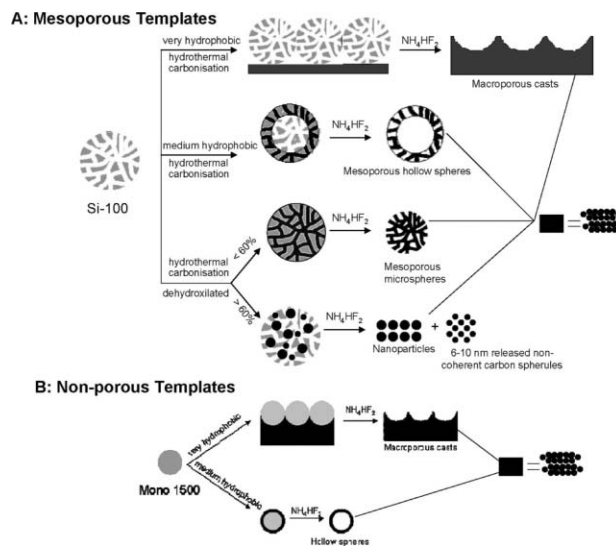 A: Mesoporous Templates
very hydrophobic
hydrothermal
carbonisation
NH₄HF₂
Macroporous casts
Si-100
medium hydrophobic
hydrothermal
carbonisation
NH₄HF₂
Mesoporous hollow spheres
hydrothermal
carbonisation
dehydroxilated
< 60%
> 60%
NH₄HF₂
Mesoporous
microspheres
NH₄HF₂
Nanoparticles
+
6-10 nm released non-
coherent carbon spherules
=
B: Non-porous Templates
Mono 1500
very hydrophobic
NH₄HF₂
Macroporous casts
medium hydrophobic
NH₄HF₂
Hollow spheres
=